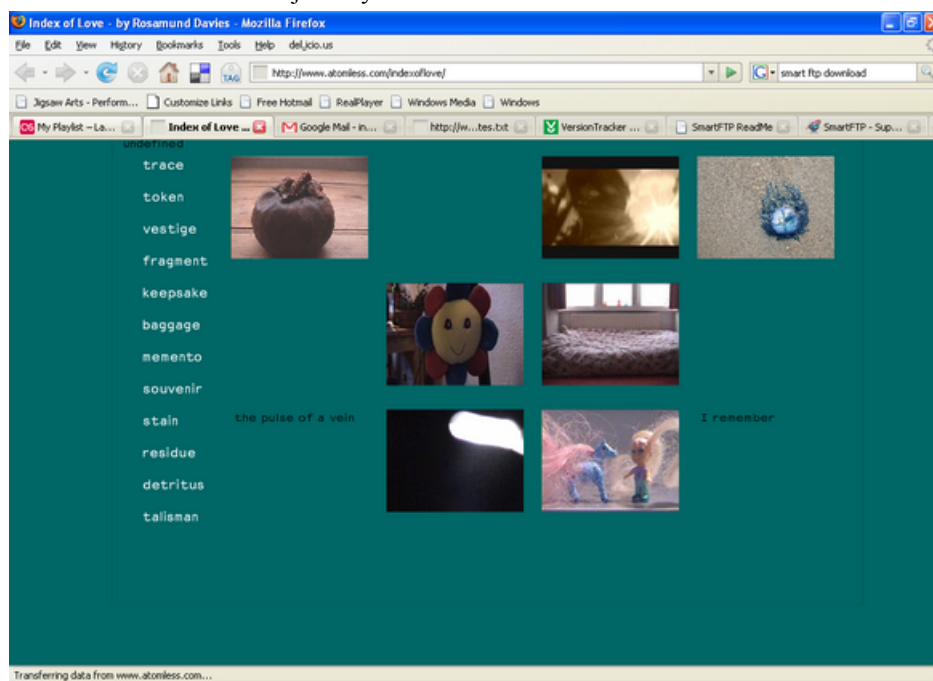 Index of Love - by Rosamund Davies - Mozilla Firefox
File Edit View History Bookmarks Tools Help del.icio.us
TAG http://www.atomless.com/indexoflove/ G smart ftp download
Jigsaw Arts - Perform... Customize Links Free Hotmail RealPlayer Windows Media Windows
My Playlist – La... Index of Love ... Google Mail - in... http://w...tes.txt VersionTracker ... SmartFTP ReadMe SmartFTP - Sup...
undefined
trace
token
vestige
fragment
keepsake
baggage
memento
souvenir
stain the pulse of a vein I remember
residue
detritus
talisman
Transferring data from www.atomless.com...